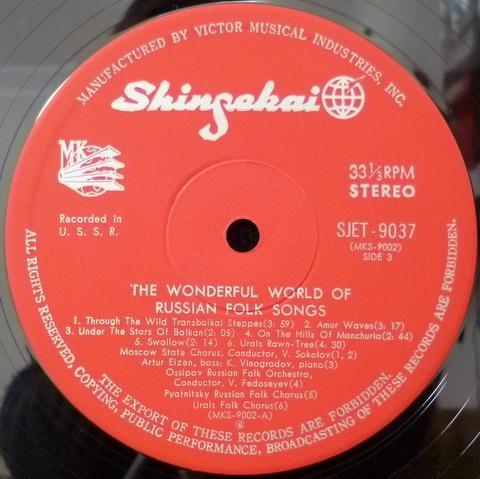 MANUFACTURED BY VICTOR MUSICAL INDUSTRIES, INC.
Shinsekai
MK
33 1/3 RPM
STEREO
Recorded in
U. S. S. R.
SJET-9037
(MKS-9002)
SIDE 3
THE WONDERFUL WORLD OF
RUSSIAN FOLK SONGS
1. Through The Wild Transbaikal Steppes(3: 59) 2. Amur Waves(3: 17)
3. Under The Stars Of Balkan(2: 05) 4. On The Hills Of Manchuria(2: 44)
5. Swallow(2: 14) 6. Urals Rawn-Tree(4: 30)
Moscow State Chorus, Conductor, V. Sokolov(1, 2)
Artur Eizen, bass: K. Vinogradov, piano(3)
Ossipov Russian Folk Orchestra,
Conductor, V. Fedoseyev(4)
Pyatnitsky Russian Folk Chorus(5)
Urals Folk Chorus(6)
(MKS-9002-A)
THE EXPORT OF THESE RECORDS ARE FORBIDDEN.
ALL RIGHTS RESERVED, COPYING, PUBLIC PERFORMANCE, BROADCASTING OF THESE RECORDS ARE FORBIDDEN.